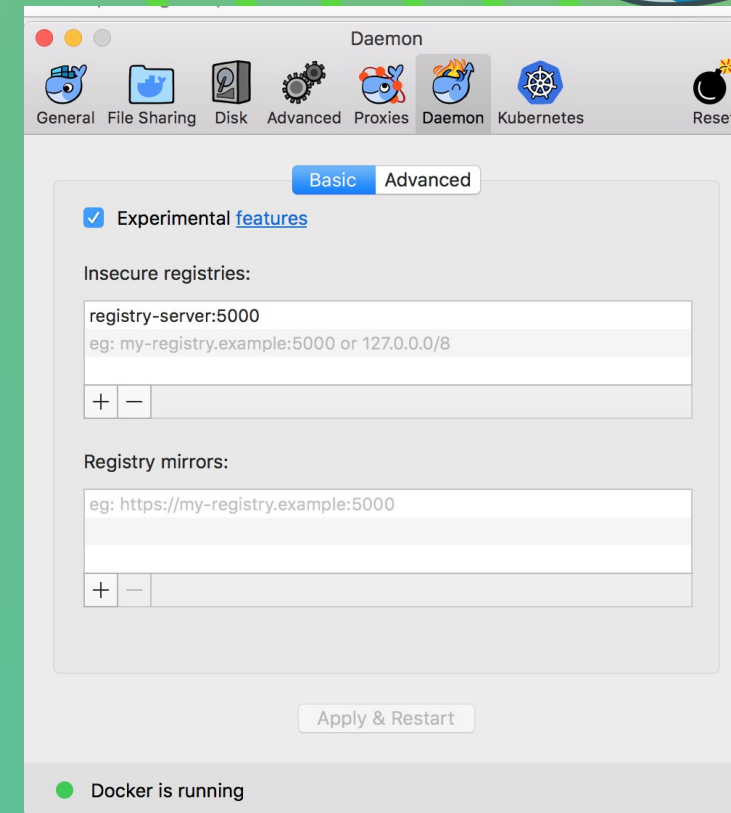 Daemon
General File Sharing Disk Advanced Proxies Daemon Kubernetes Reset
Basic Advanced
Experimental features
Insecure registries:
registry-server:5000
eg: my-registry.example:5000 or 127.0.0.0/8
+ −
Registry mirrors:
eg: https://my-registry.example:5000
+ −
Apply & Restart
Docker is running